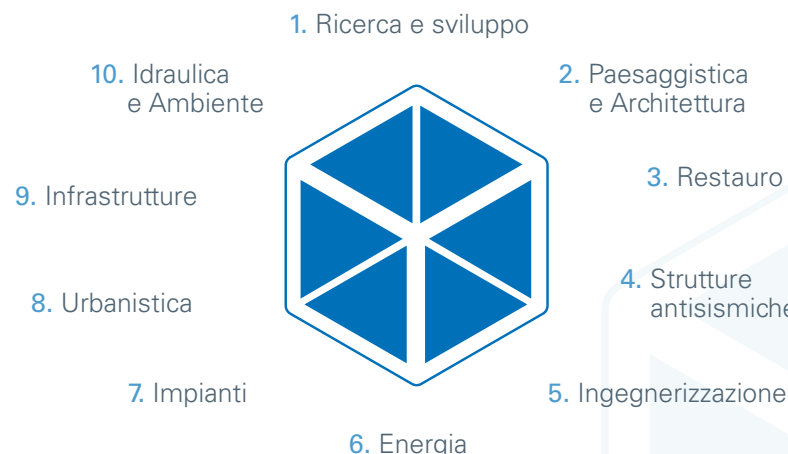 1. Ricerca e sviluppo
2. Paesaggistica
e Architettura
3. Restauro
4. Strutture
antisismiche
5. Ingegnerizzazione
6. Energia
7. Impianti
8. Urbanistica
9. Infrastrutture
10. Idraulica
e Ambiente